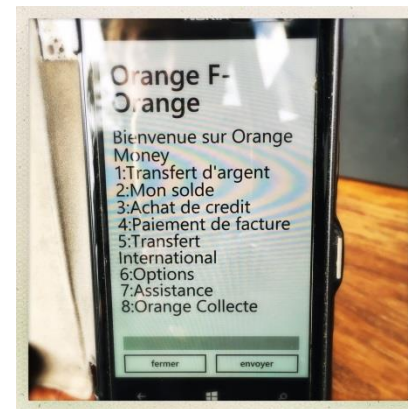 NOKIA
Orange F-
Orange
Bienvenue sur Orange
Money
1:Transfert d'argent
2:Mon solde
3:Achat de credit
4:Paiement de facture
5:Transfert
International
6:Options
7:Assistance
8:Orange Collecte
fermer envoyer